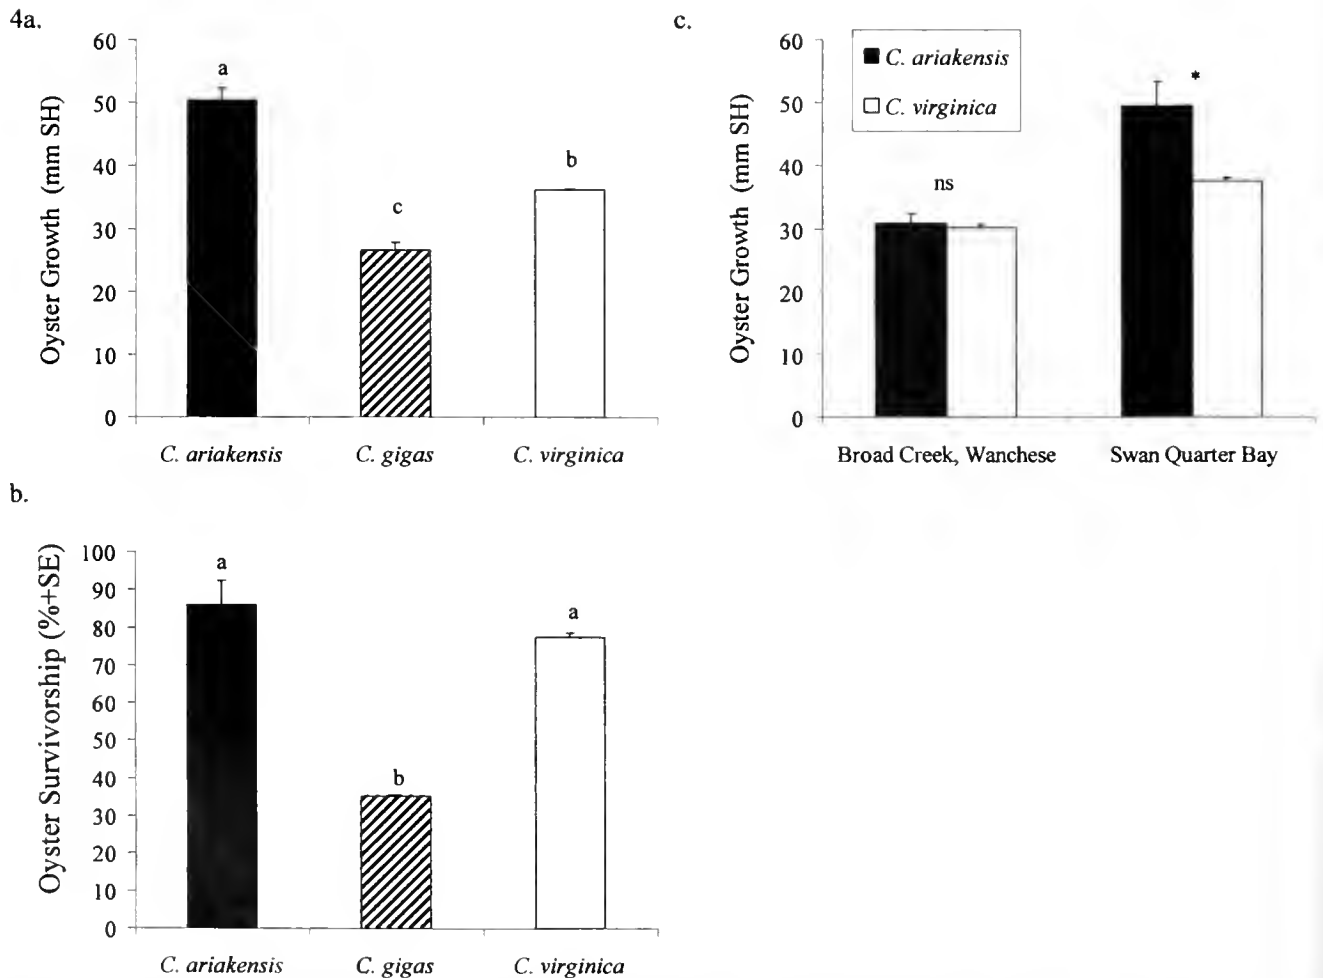 4a.
60
50
40
30
20
10
0
Oyster Growth (mm SH)
a
c
b
C. ariakensis
C. gigas
C. virginica
c.
60
50
40
30
20
10
0
Oyster Growth (mm SH)
C. ariakensis
C. virginica
ns
*
Broad Creek, Wanchese
Swan Quarter Bay
b.
100
90
80
70
60
50
40
30
20
10
0
Oyster Survivorship (%+SE)
a
b
a
C. ariakensis
C. gigas
C. virginica